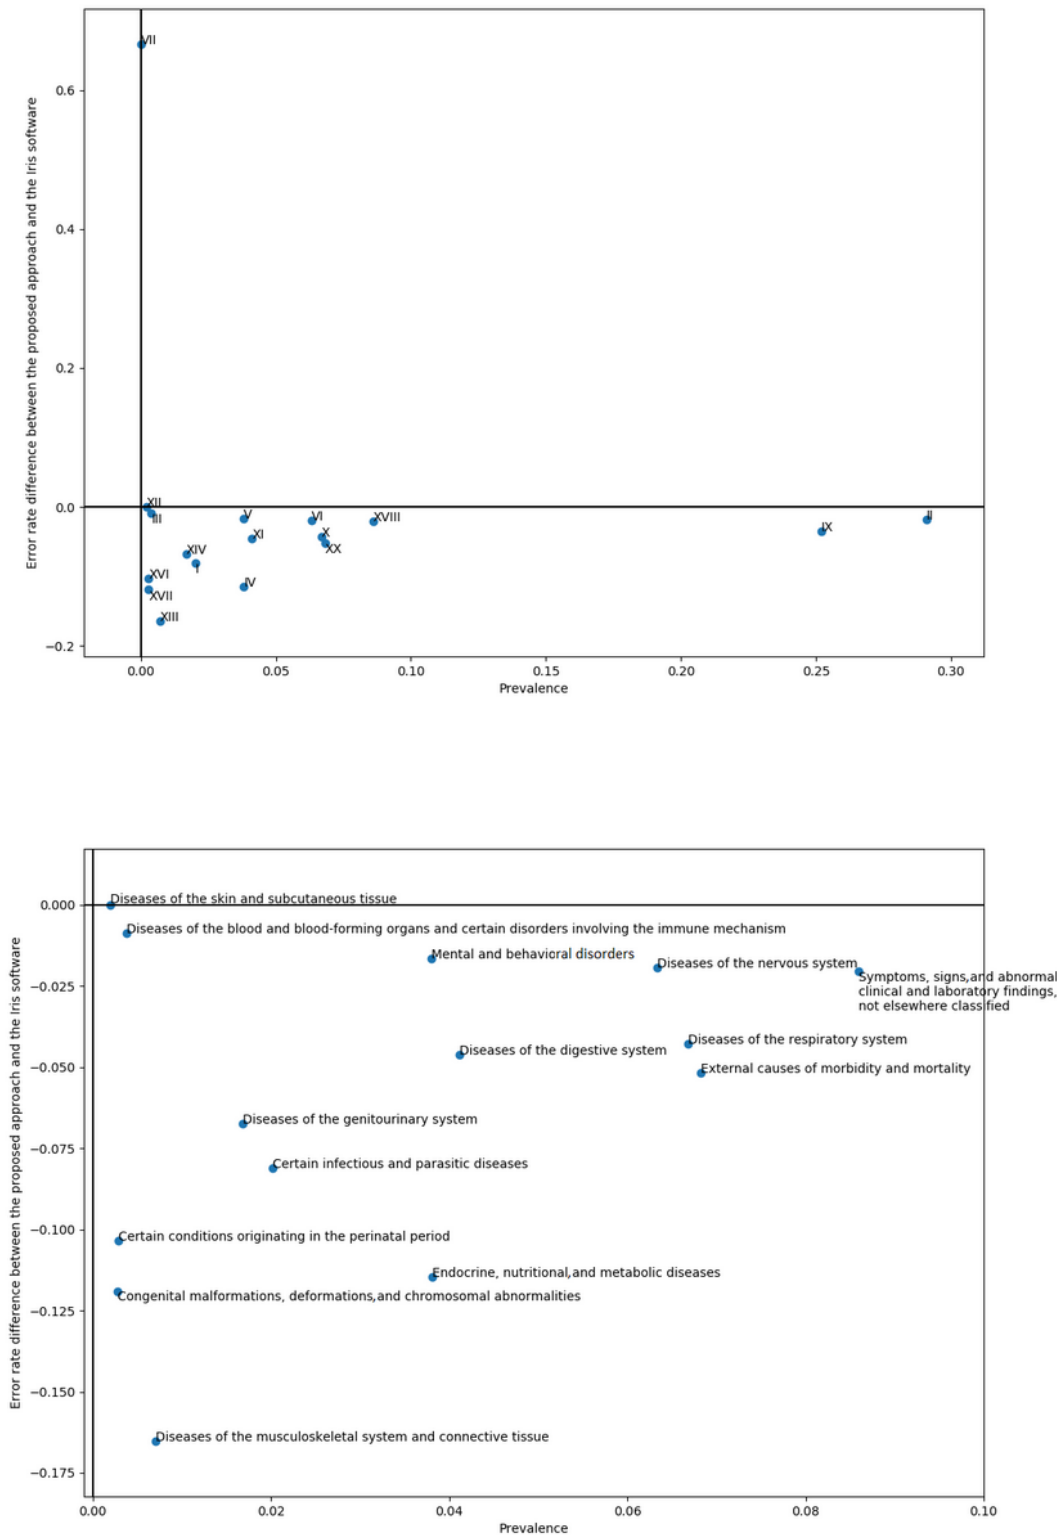 VII
0.6
0.4
0.2
0.0
−0.2
Error rate difference between the proposed approach and the Iris software
XII
III
V
VI
XVIII
IX
II
XI
X
XX
XIV
I
XVI
IV
XVII
XIII
0.00 0.05 0.10 0.15 0.20 0.25 0.30
Prevalence
Error rate difference between the proposed approach and the Iris software
0.000
−0.025
−0.050
−0.075
−0.100
−0.125
−0.150
−0.175
Diseases of the skin and subcutaneous tissue
Diseases of the blood and blood-forming organs and certain disorders involving the immune mechanism
Mental and behavioral disorders
Diseases of the nervous system
Symptoms, signs,and abnormal
clinical and laboratory findings,
not elsewhere classified
Diseases of the respiratory system
Diseases of the digestive system
External causes of morbidity and mortality
Diseases of the genitourinary system
Certain infectious and parasitic diseases
Certain conditions originating in the perinatal period
Endocrine, nutritional,and metabolic diseases
Congenital malformations, deformations,and chromosomal abnormalities
Diseases of the musculoskeletal system and connective tissue
0.00 0.02 0.04 0.06 0.08 0.10
Prevalence